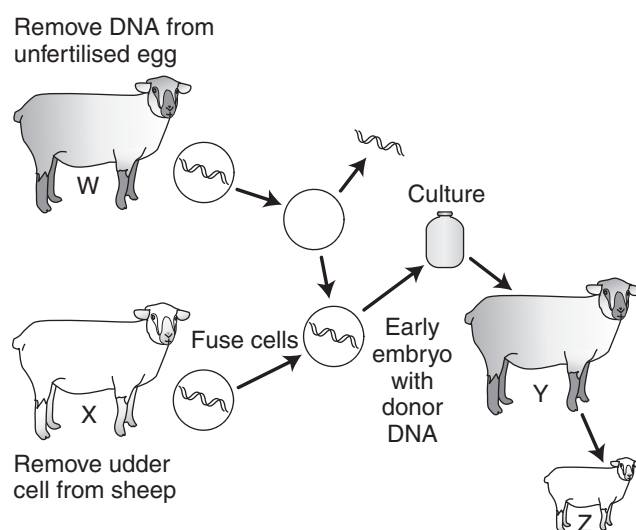 Remove DNA from
unfertilised egg
W
Culture
Fuse cells
Early
embryo
with
donor
DNA
X
Y
Remove udder
cell from sheep
Z